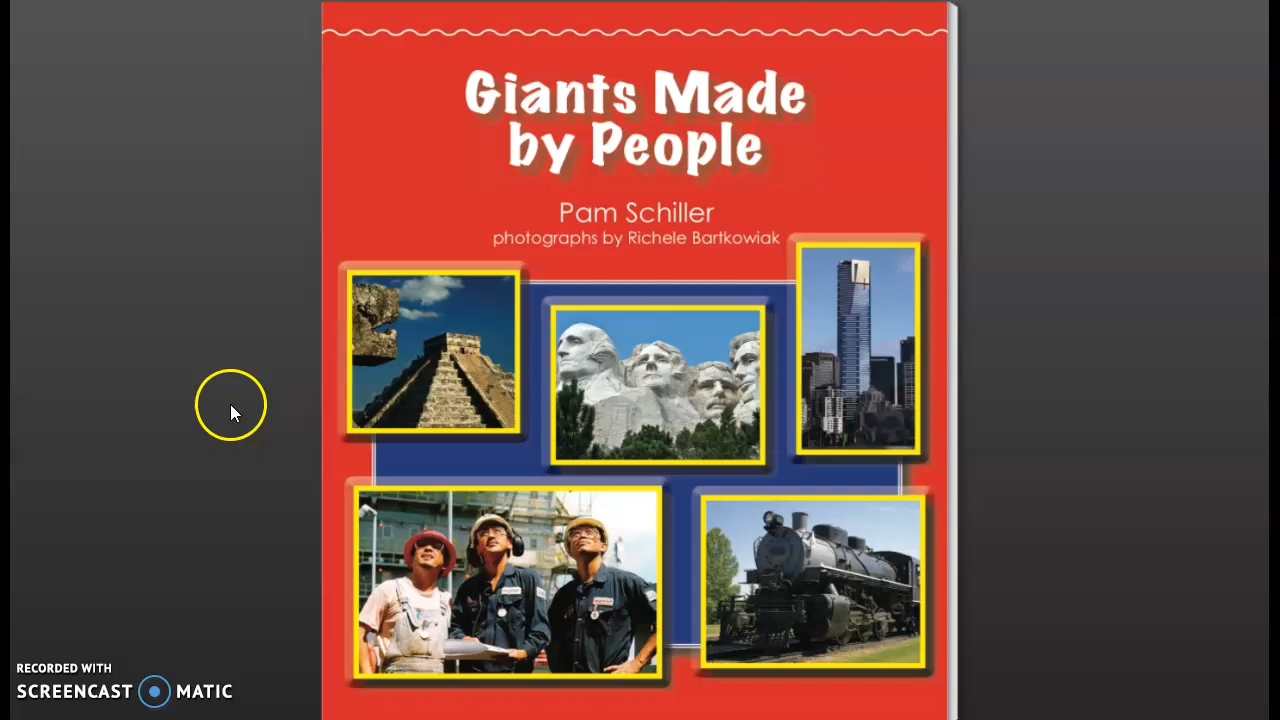 Giants Made
by People
Pam Schiller
photographs by Richele Bartkowiak
RECORDED WITH
SCREENCAST MATIC